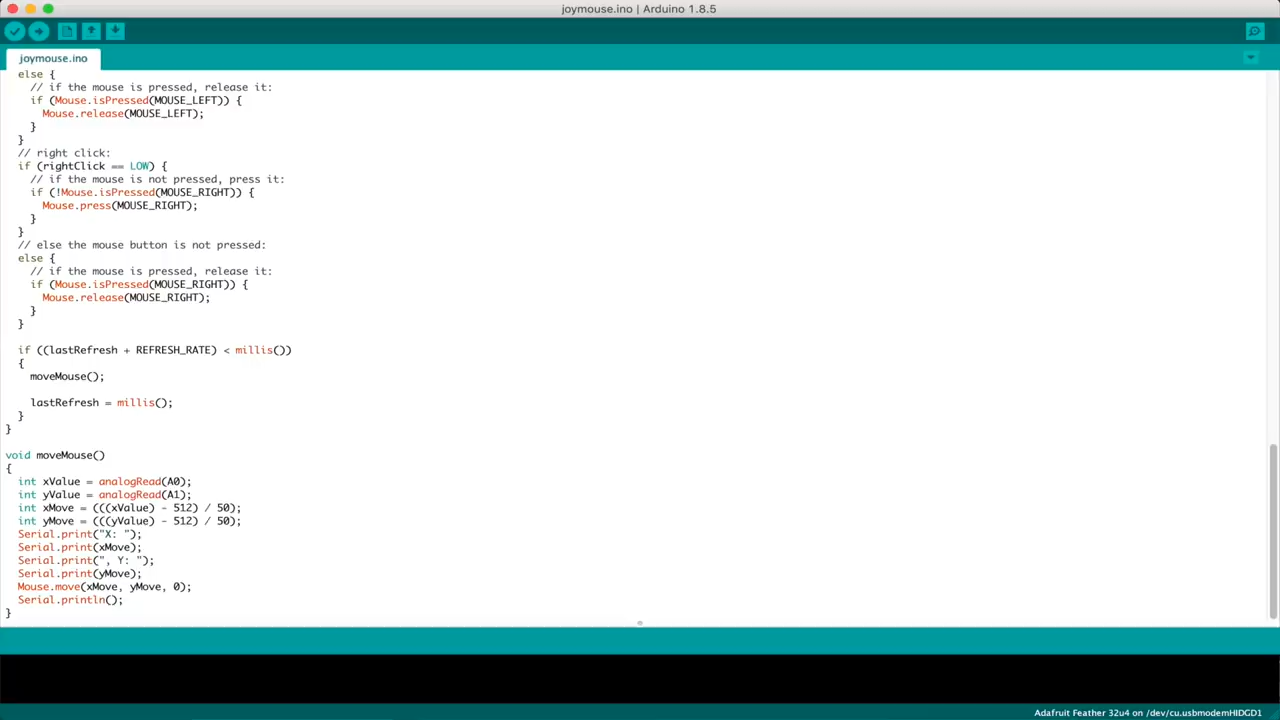 joymouse.ino | Arduino 1.8.5
joymouse.ino
else {
// if the mouse is pressed, release it:
if (Mouse.isPressed(MOUSE_LEFT)) {
Mouse.release(MOUSE_LEFT);
}
}
// right click:
if (rightClick == LOW) {
// if the mouse is not pressed, press it:
if (!Mouse.isPressed(MOUSE_RIGHT)) {
Mouse.press(MOUSE_RIGHT);
}
}
// else the mouse button is not pressed:
else {
// if the mouse is pressed, release it:
if (Mouse.isPressed(MOUSE_RIGHT)) {
Mouse.release(MOUSE_RIGHT);
}
}
if ((lastRefresh + REFRESH_RATE) < millis())
{
moveMouse();
lastRefresh = millis();
}
}
void moveMouse()
{
int xValue = analogRead(A0);
int yValue = analogRead(A1);
int xMove = (((xValue) - 512) / 50);
int yMove = (((yValue) - 512) / 50);
Serial.print("X: ");
Serial.print(xMove);
Serial.print(", Y: ");
Serial.print(yMove);
Mouse.move(xMove, yMove, 0);
Serial.println();
}
Adafruit Feather 32u4 on /dev/cu.usbmodemHIDGD1